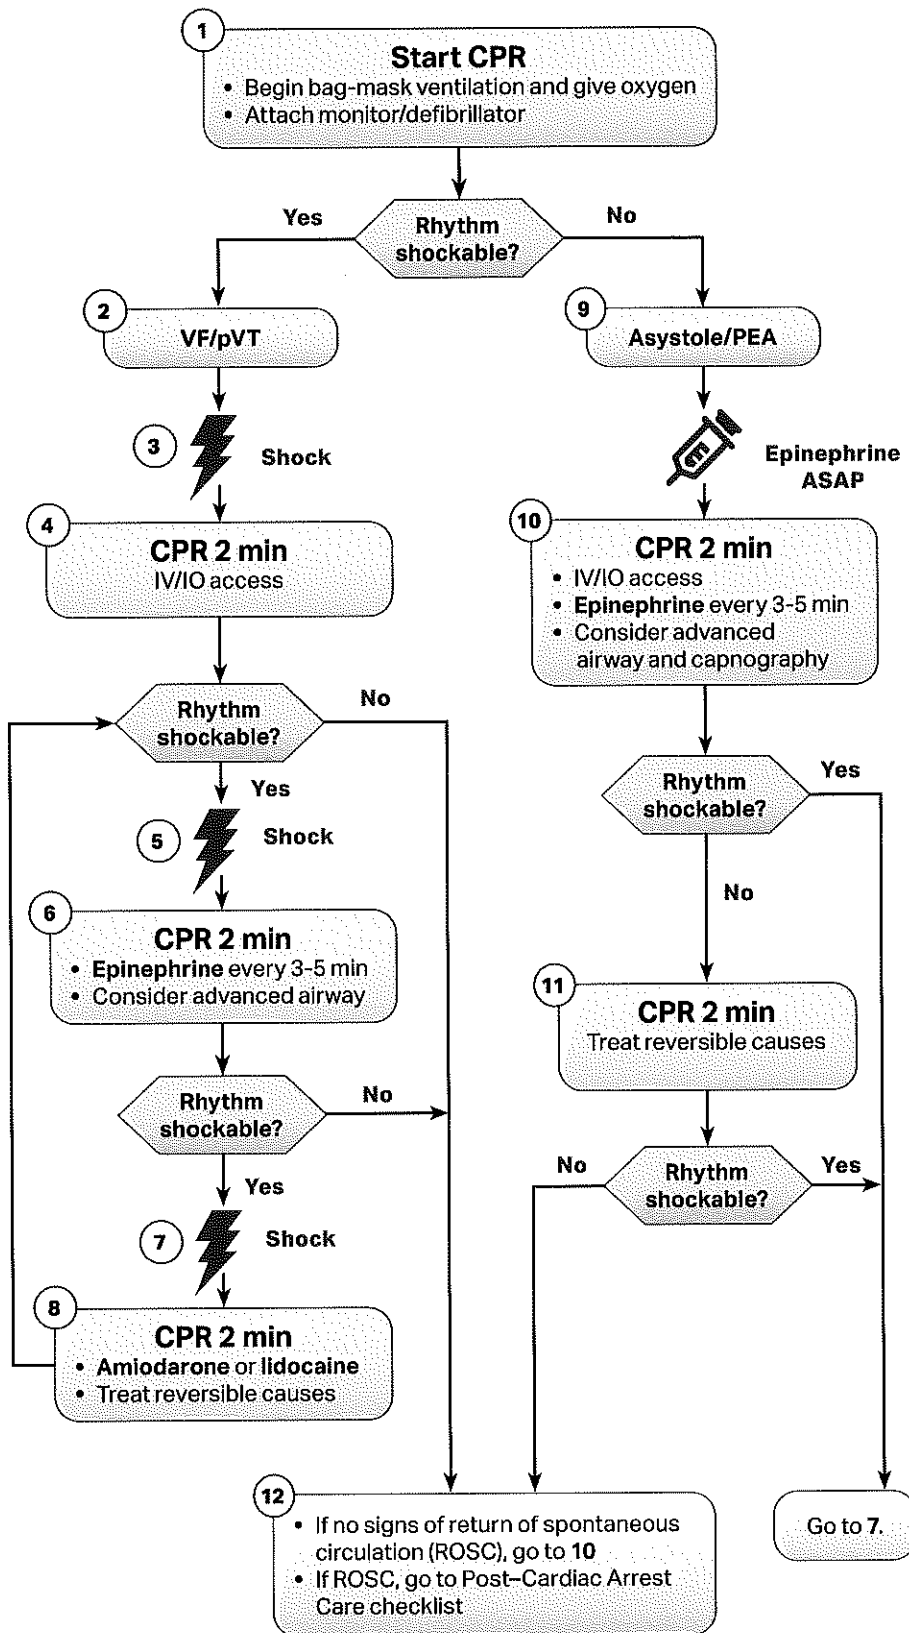 1
Start CPR
• Begin bag-mask ventilation and give oxygen
• Attach monitor/defibrillator
Rhythm
shockable?
Yes
No
2
VF/pVT
3
Shock
4
CPR 2 min
IV/IO access
Rhythm
shockable?
No
Yes
5
Shock
6
CPR 2 min
• Epinephrine every 3-5 min
• Consider advanced airway
Rhythm
shockable?
No
Yes
7
Shock
8
CPR 2 min
• Amiodarone or lidocaine
• Treat reversible causes
9
Asystole/PEA
Epinephrine
ASAP
10
CPR 2 min
• IV/IO access
• Epinephrine every 3-5 min
• Consider advanced
airway and capnography
Rhythm
shockable?
Yes
No
11
CPR 2 min
Treat reversible causes
Rhythm
shockable?
No
Yes
12
• If no signs of return of spontaneous
circulation (ROSC), go to 10
• If ROSC, go to Post–Cardiac Arrest
Care checklist
Go to 7.